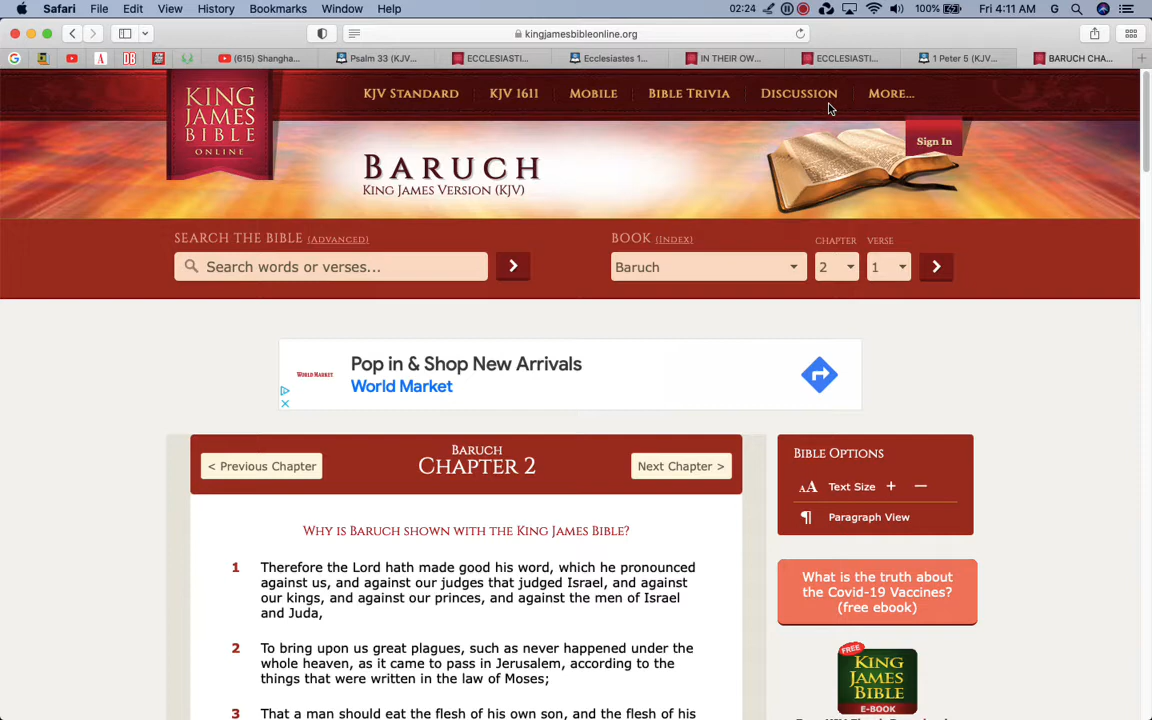 Safari File Edit View History Bookmarks Window Help 02:24 100% Fri 4:11 AM G
kingjamesbibleonline.org
(615) Shangha... Psalm 33 (KJV... ECCLESIASTI... Ecclesiastes 1... IN THEIR OW... ECCLESIASTI... 1 Peter 5 (KJV... BARUCH CHA...
KING
JAMES
BIBLE
ONLINE
KJV STANDARD KJV 1611 MOBILE BIBLE TRIVIA DISCUSSION MORE...
Sign In
BARUCH
KING JAMES VERSION (KJV)
SEARCH THE BIBLE (ADVANCED)
Search words or verses...
BOOK (INDEX) CHAPTER VERSE
Baruch 2 1
Pop in & Shop New Arrivals
World Market
WORLD MARKET
< Previous Chapter
BARUCH
CHAPTER 2
Next Chapter >
WHY IS BARUCH SHOWN WITH THE KING JAMES BIBLE?
1 Therefore the Lord hath made good his word, which he pronounced
against us, and against our judges that judged Israel, and against
our kings, and against our princes, and against the men of Israel
and Juda,
2 To bring upon us great plagues, such as never happened under the
whole heaven, as it came to pass in Jerusalem, according to the
things that were written in the law of Moses;
3 That a man should eat the flesh of his own son, and the flesh of his
BIBLE OPTIONS
AA Text Size + −
¶ Paragraph View
What is the truth about
the Covid-19 Vaccines?
(free ebook)
FREE
KING
JAMES
BIBLE
E-BOOK